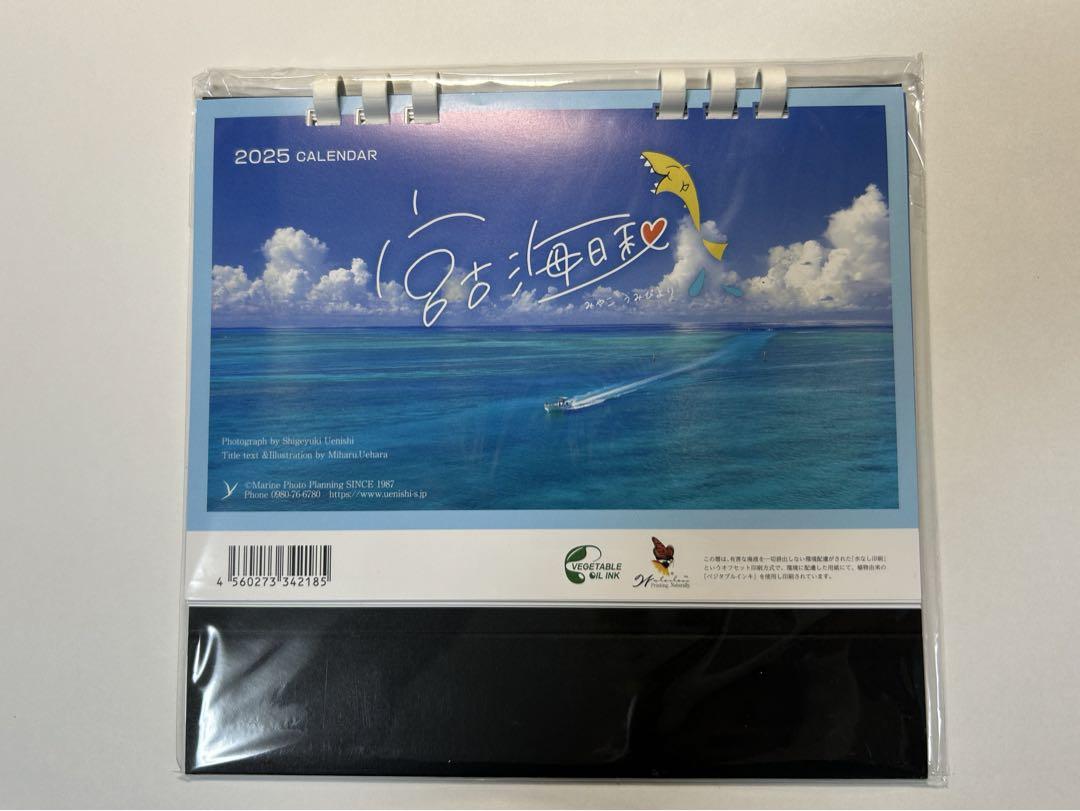 2025 CALENDAR
宮古海日和
みやこ うみびより
Photograph by Shigeyuki Uenishi
Title text &Illustration by Miharu.Uehara
©Marine Photo Planning SINCE 1987
Phone 0980-76-6780 https://www.uenishi-s.jp
4 560273 342185
VEGETABLE
OIL INK
Waterless
Printing. Naturally.
この暦は、有害な廃液を一切排出しない環境配慮がされた「水なし印刷」
というオフセット印刷方式で、環境に配慮した用紙にて、植物由来の
「ベジタブルインキ」を使用し印刷されています。